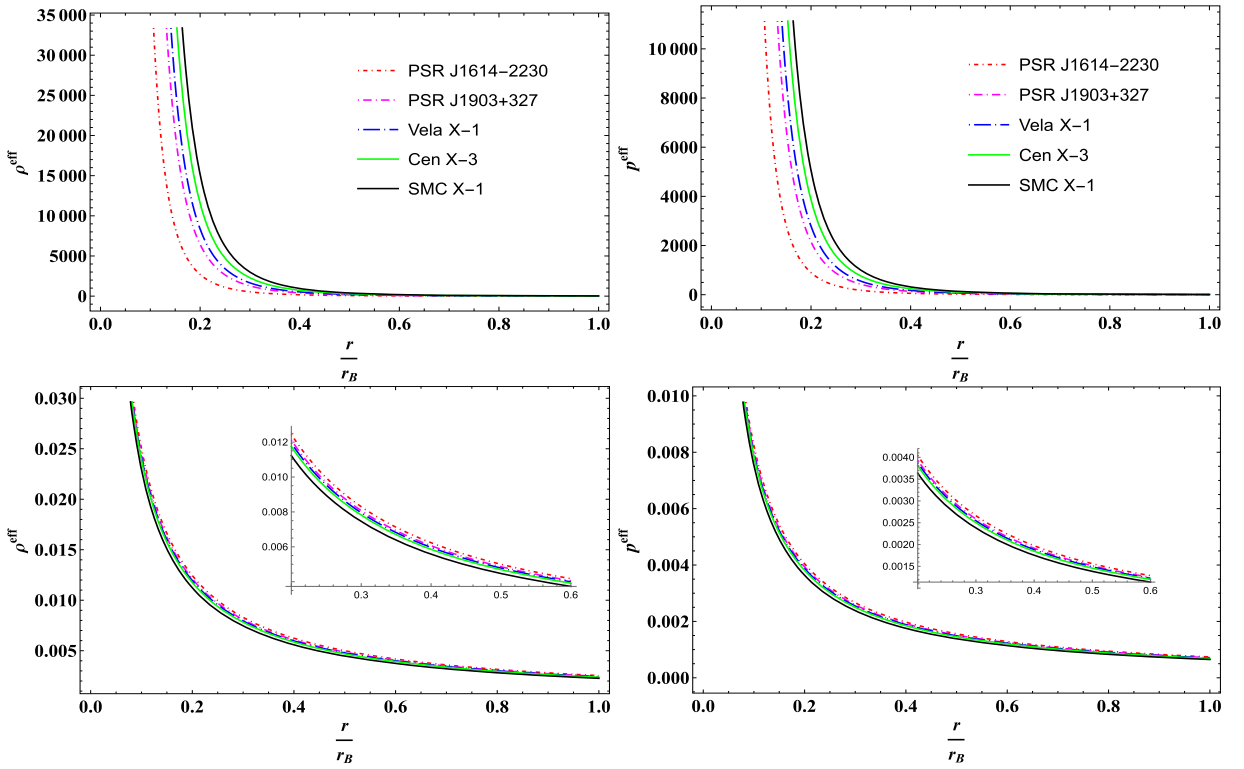 35 000
30 000
25 000
20 000
15 000
10 000
5000
0
ρ^eff
PSR J1614−2230
PSR J1903+327
Vela X−1
Cen X−3
SMC X−1
0.0 0.2 0.4 0.6 0.8 1.0
r
r_B
10 000
8000
6000
4000
2000
0
p^eff
PSR J1614−2230
PSR J1903+327
Vela X−1
Cen X−3
SMC X−1
0.0 0.2 0.4 0.6 0.8 1.0
r
r_B
0.030
0.025
0.020
0.015
0.010
0.005
ρ^eff
0.012
0.010
0.008
0.006
0.3 0.4 0.5 0.6
0.0 0.2 0.4 0.6 0.8 1.0
r
r_B
0.010
0.008
0.006
0.004
0.002
0.000
p^eff
0.0040
0.0035
0.0030
0.0025
0.0020
0.0015
0.3 0.4 0.5 0.6
0.0 0.2 0.4 0.6 0.8 1.0
r
r_B